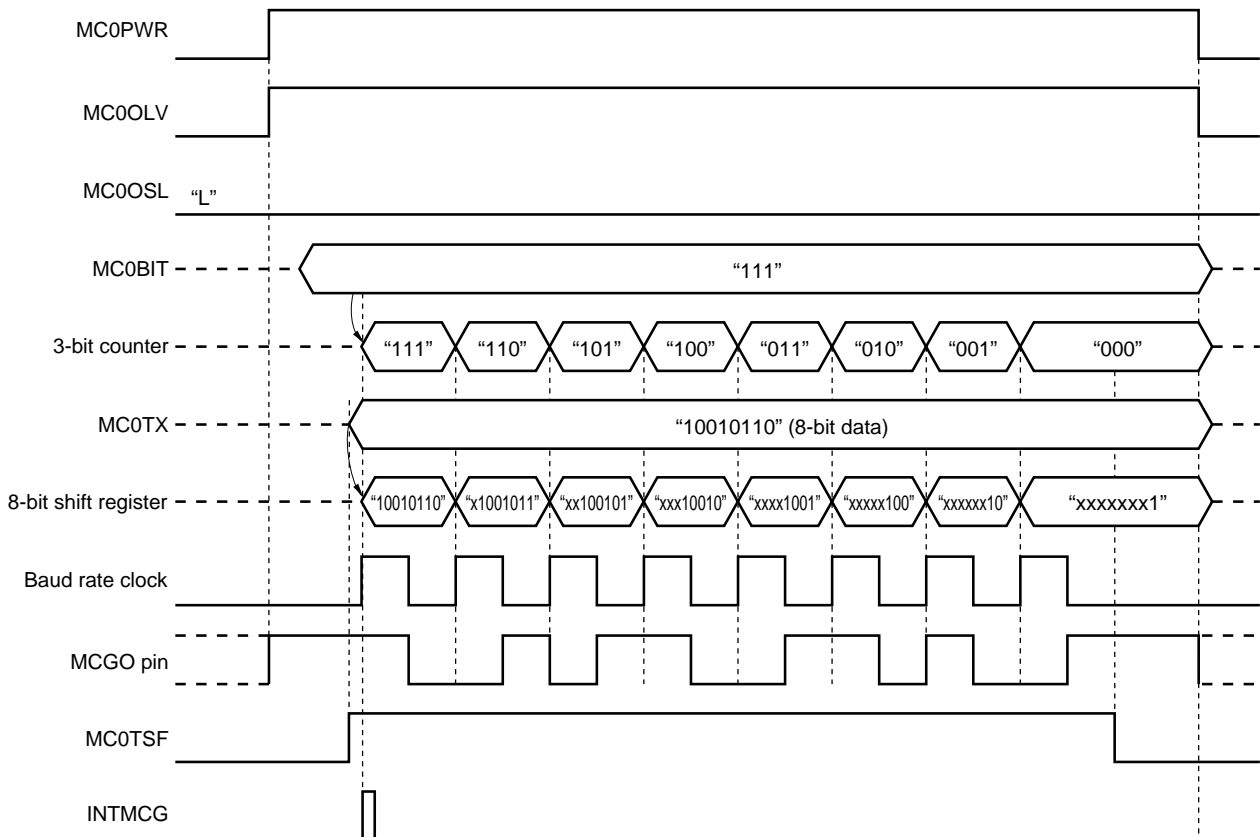 MC0PWR
MC0OLV
MC0OSL “L”
MC0BIT “111”
3-bit counter “111” “110” “101” “100” “011” “010” “001” “000”
MC0TX “10010110” (8-bit data)
8-bit shift register “10010110” “x1001011” “xx100101” “xxx10010” “xxxx1001” “xxxxx100” “xxxxxx10” “xxxxxxx1”
Baud rate clock
MCGO pin
MC0TSF
INTMCG